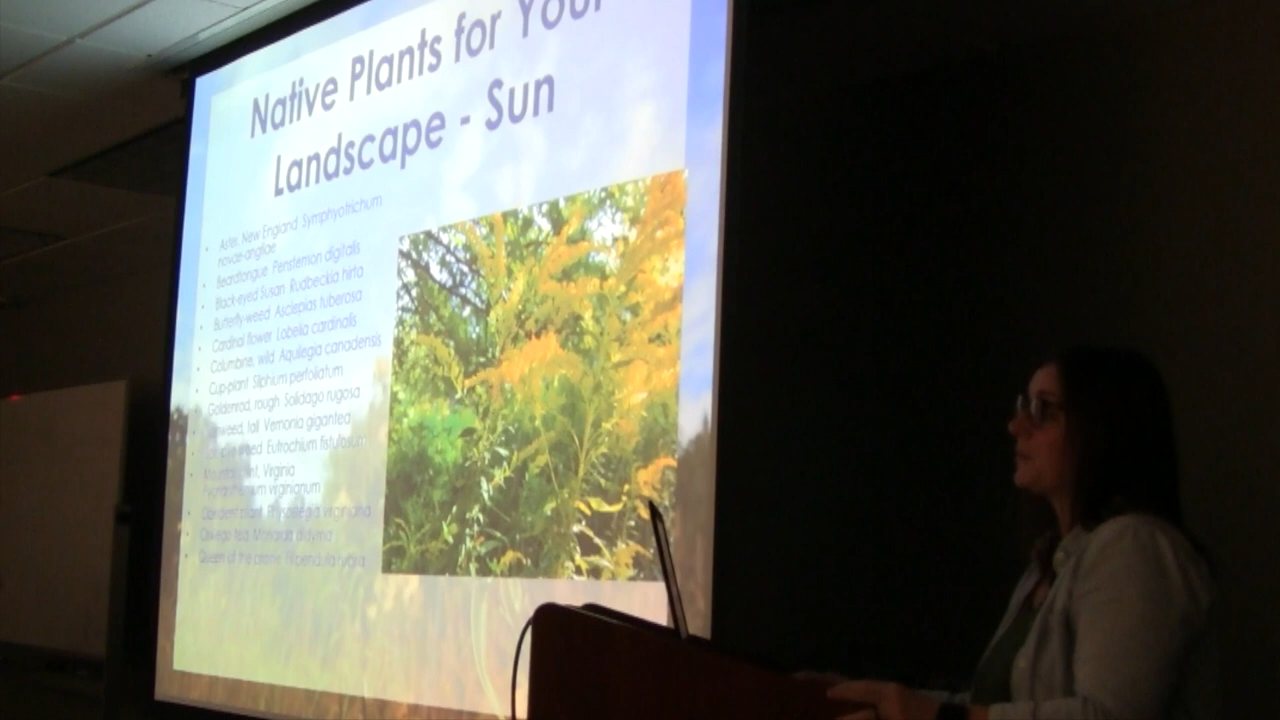 Native Plants for Your
Landscape - Sun
• Aster, New England Symphyotrichum
novae-angliae
• Beardtongue Penstemon digitalis
• Black-eyed Susan Rudbeckia hirta
• Butterfly-weed Asclepias tuberosa
• Cardinal flower Lobelia cardinalis
• Columbine, wild Aquilegia canadensis
• Cup-plant Silphium perfoliatum
• Goldenrod, rough Solidago rugosa
• tall Vernonia gigantea
• Eutrochium fistulosum
• Virginia
virginianum
• Obedient plant Physostegia virginiana
• Oswego tea Monarda didyma
• Queen of the prairie Filipendula rubra